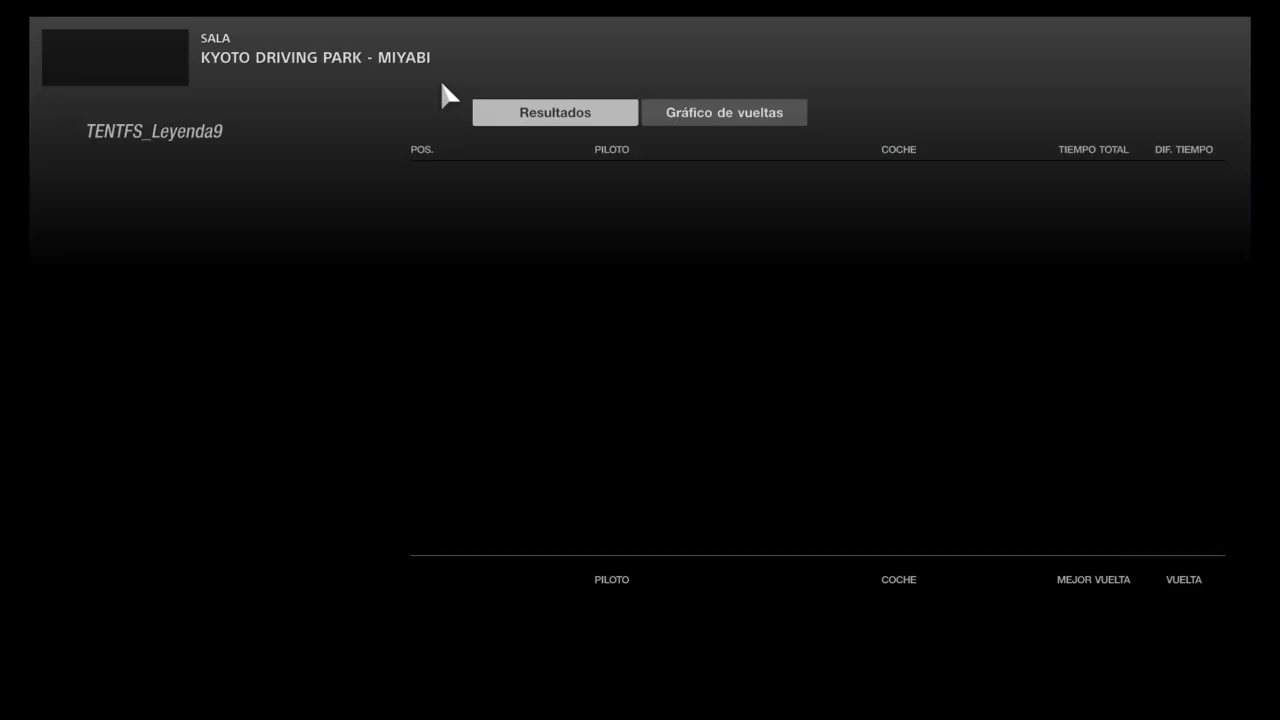 SALA
KYOTO DRIVING PARK - MIYABI
Resultados Gráfico de vueltas
TENTFS_Leyenda9
POS. PILOTO COCHE TIEMPO TOTAL DIF. TIEMPO
PILOTO COCHE MEJOR VUELTA VUELTA